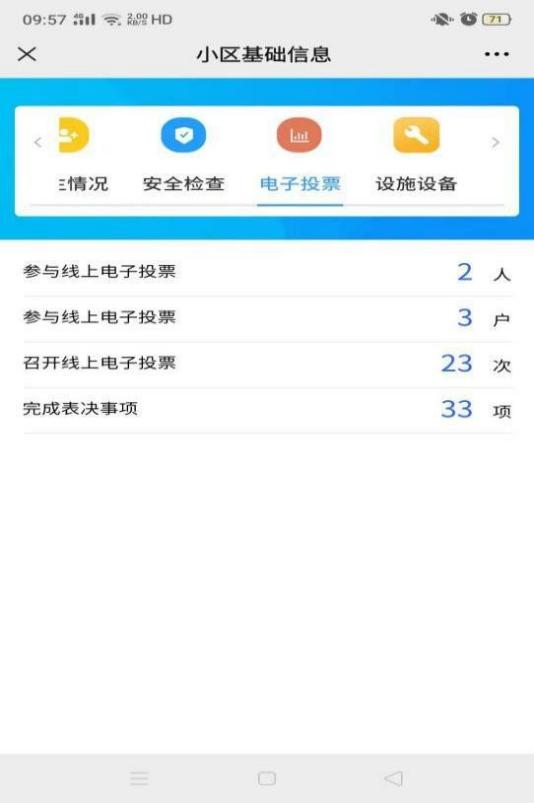 09:57 4G 2.00 KB/S HD 71
小区基础信息
情况 安全检查 电子投票 设施设备
参与线上电子投票 2 人
参与线上电子投票 3 户
召开线上电子投票 23 次
完成表决事项 33 项